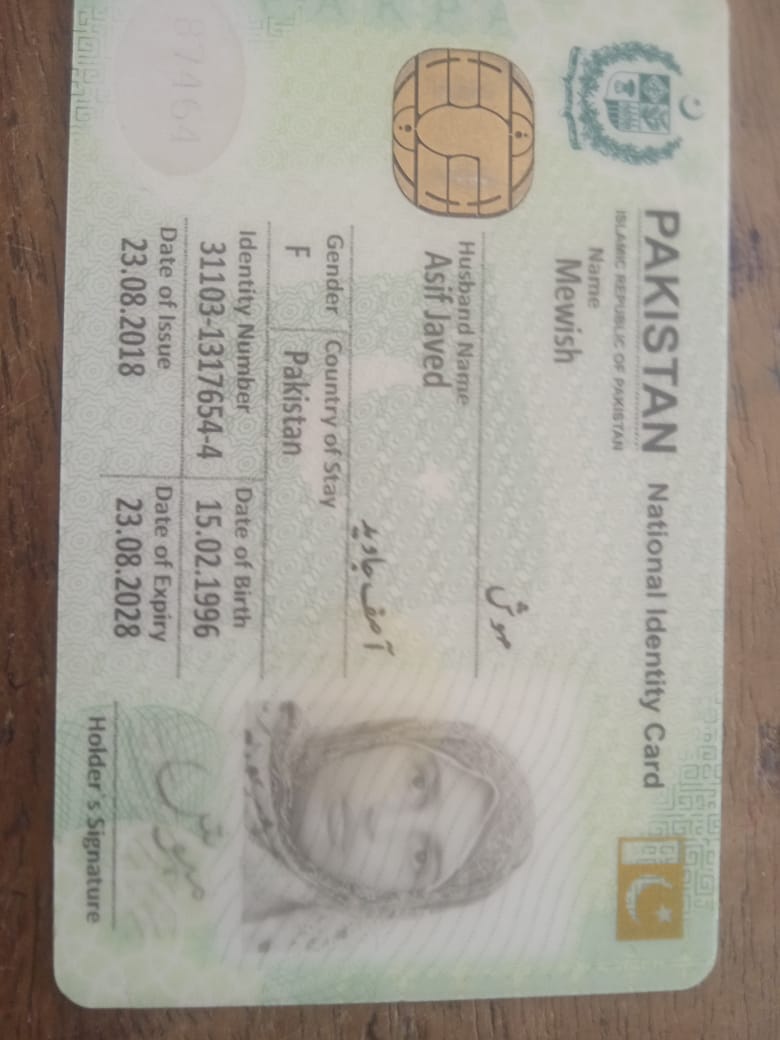 PAKISTAN National Identity Card
ISLAMIC REPUBLIC OF PAKISTAN
Name
Mewish
مہوش
Husband Name
Asif Javed
آصف جاوید
Gender Country of Stay
F Pakistan
Identity Number Date of Birth
31103-1317654-4 15.02.1996
Date of Issue Date of Expiry
23.08.2018 23.08.2028
مہوش
Holder's Signature
87464